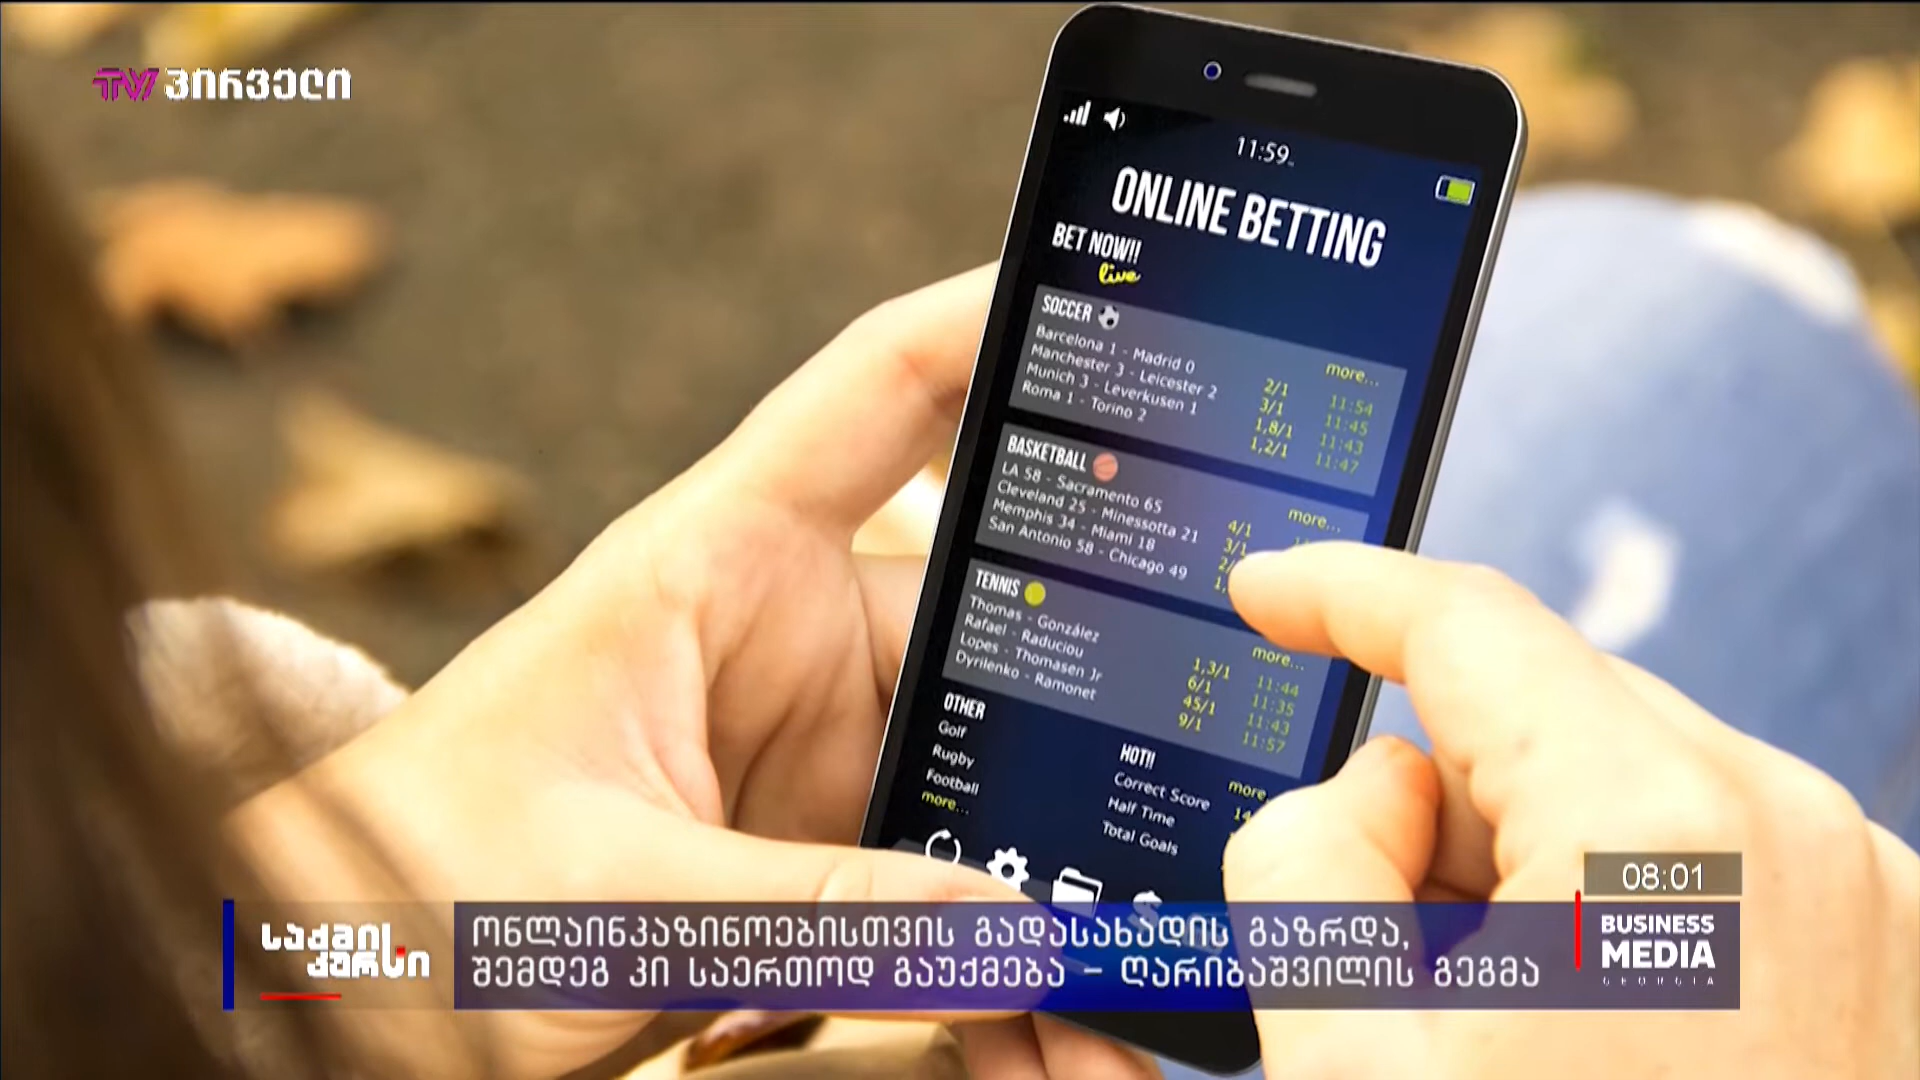 TV ᲞᲘᲠᲕᲔᲚᲘ
11:59
ONLINE BETTING
BET NOW!!
live
SOCCER
more...
Barcelona 1 - Madrid 0 2/1 11:54
Manchester 3 - Leicester 2 3/1 11:45
Munich 3 - Leverkusen 1 1,8/1 11:43
Roma 1 - Torino 2 1,2/1 11:47
BASKETBALL
more...
LA 58 - Sacramento 65 4/1
Cleveland 25 - Minessotta 21 3/1
Memphis 34 - Miami 18
San Antonio 58 - Chicago 49
TENNIS
more...
Thomas - González 1,3/1 11:44
Rafael - Raduciou 6/1 11:35
Lopes - Thomasen Jr 45/1 11:43
Dyrilenko - Ramonet 9/1 11:57
OTHER
Golf
Rugby
Football
more...
HOT!!
more
Correct Score
Half Time
Total Goals
08:01
საქმის
კურსი
ონლაინკაზინოებისთვის გადასახადის გაზრდა,
შემდეგ კი საერთოდ გაუქმება – ღარიბაშვილის გეგმა
BUSINESS
MEDIA
GEORGIA